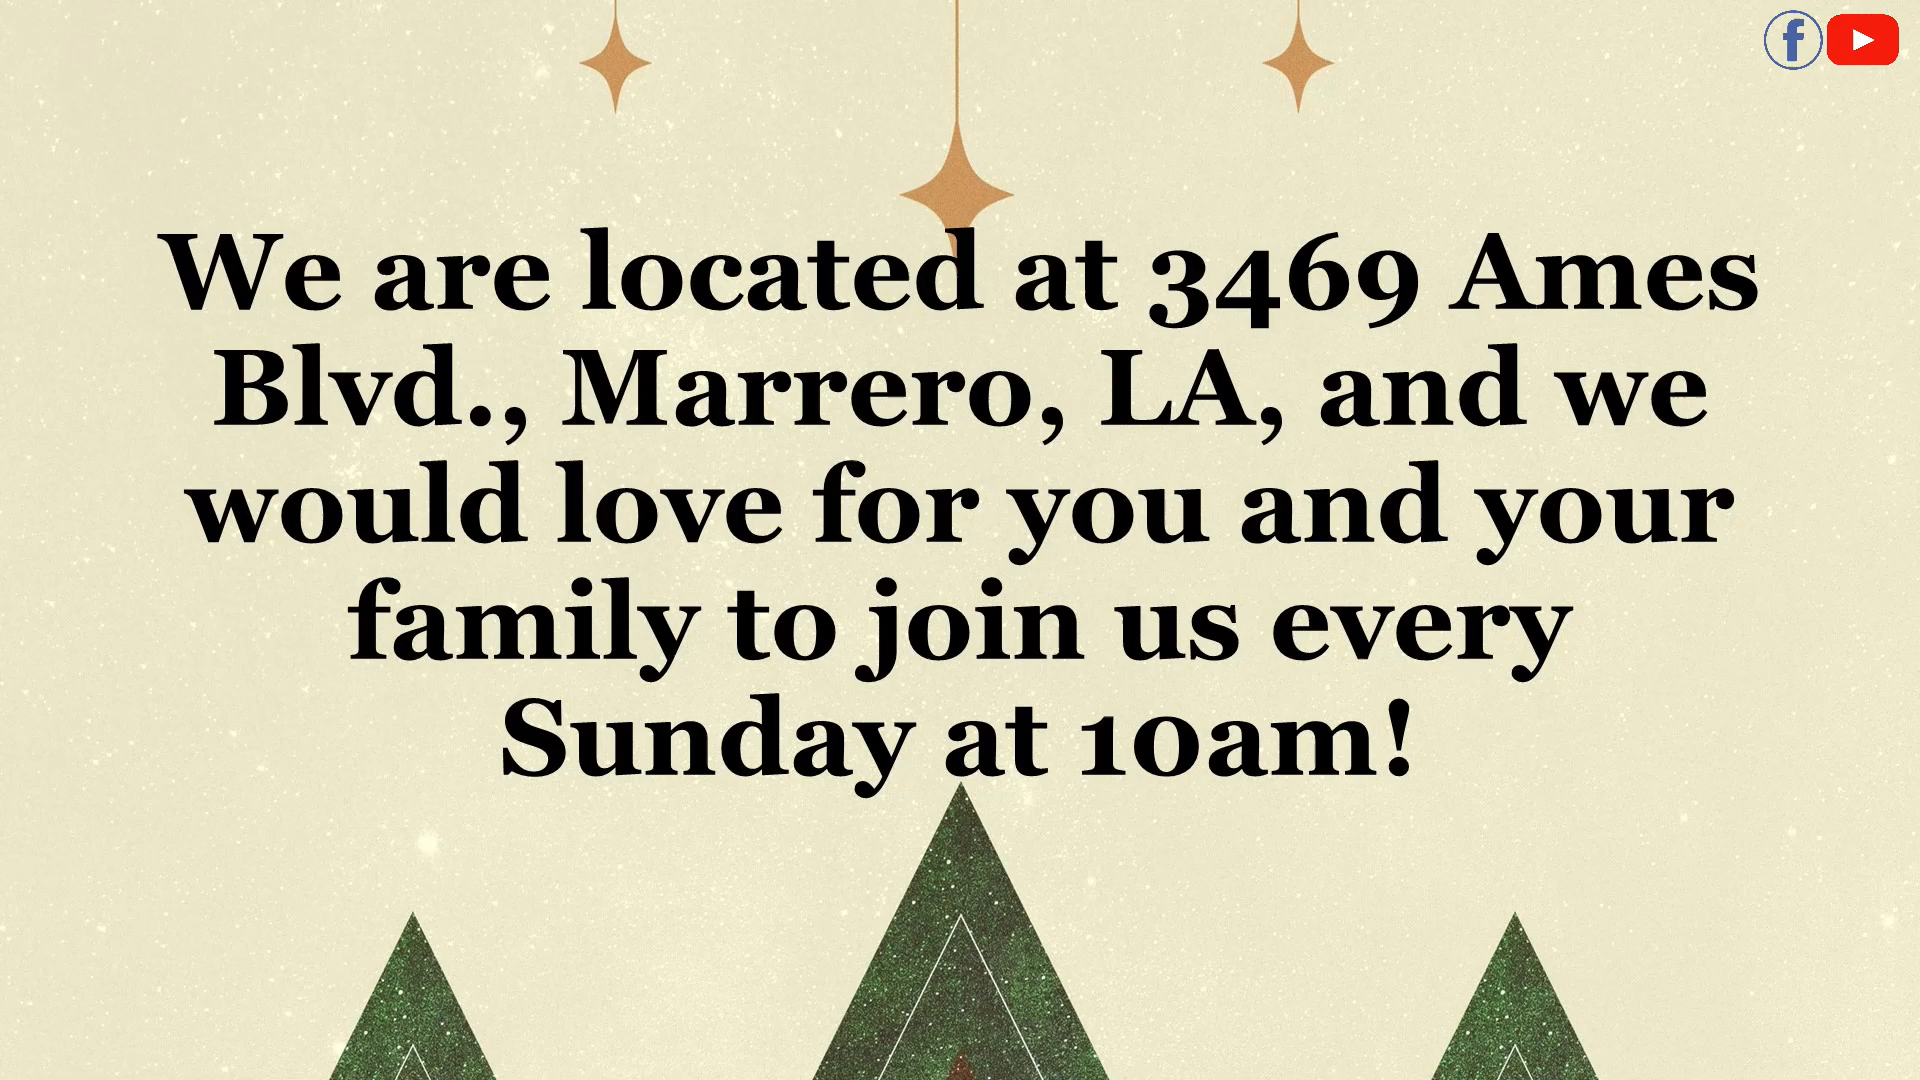 We are located at 3469 Ames
Blvd., Marrero, LA, and we
would love for you and your
family to join us every
Sunday at 10am!